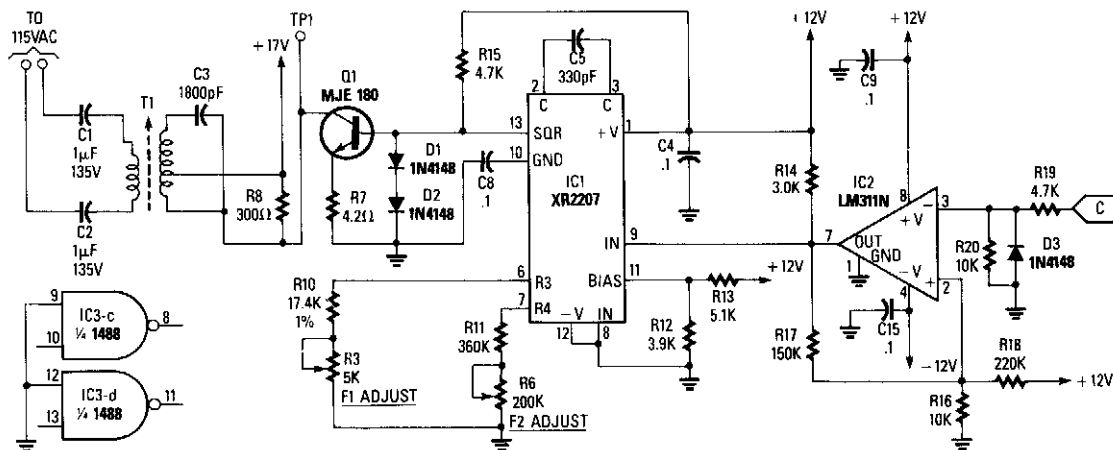 TO
115VAC
C1
1µF
135V
C2
1µF
135V
T1
C3
1800pF
+17V
R8
300Ω
TP1
Q1
MJE 180
R7
4.2Ω
D1
1N4148
D2
1N4148
R15
4.7K
C8
.1
C5
330pF
2
3
C
C
13
SQR
+V
1
10
GND
IC1
XR2207
IN
9
BIAS
11
6
R3
7
R4
-V
IN
12
8
C4
.1
R10
17.4K
1%
R3
5K
F1 ADJUST
R11
360K
R6
200K
F2 ADJUST
R13
5.1K
+12V
R12
3.9K
+12V
R14
3.0K
R17
150K
+12V
C9
.1
IC2
LM311N
8
+V
7
OUT
GND
1
-V
4
-
3
+
2
C15
.1
-12V
R19
4.7K
C
R20
10K
D3
1N4148
R18
220K
+12V
R16
10K
9
10
IC3-c
¼ 1488
8
12
13
IC3-d
¼ 1488
11